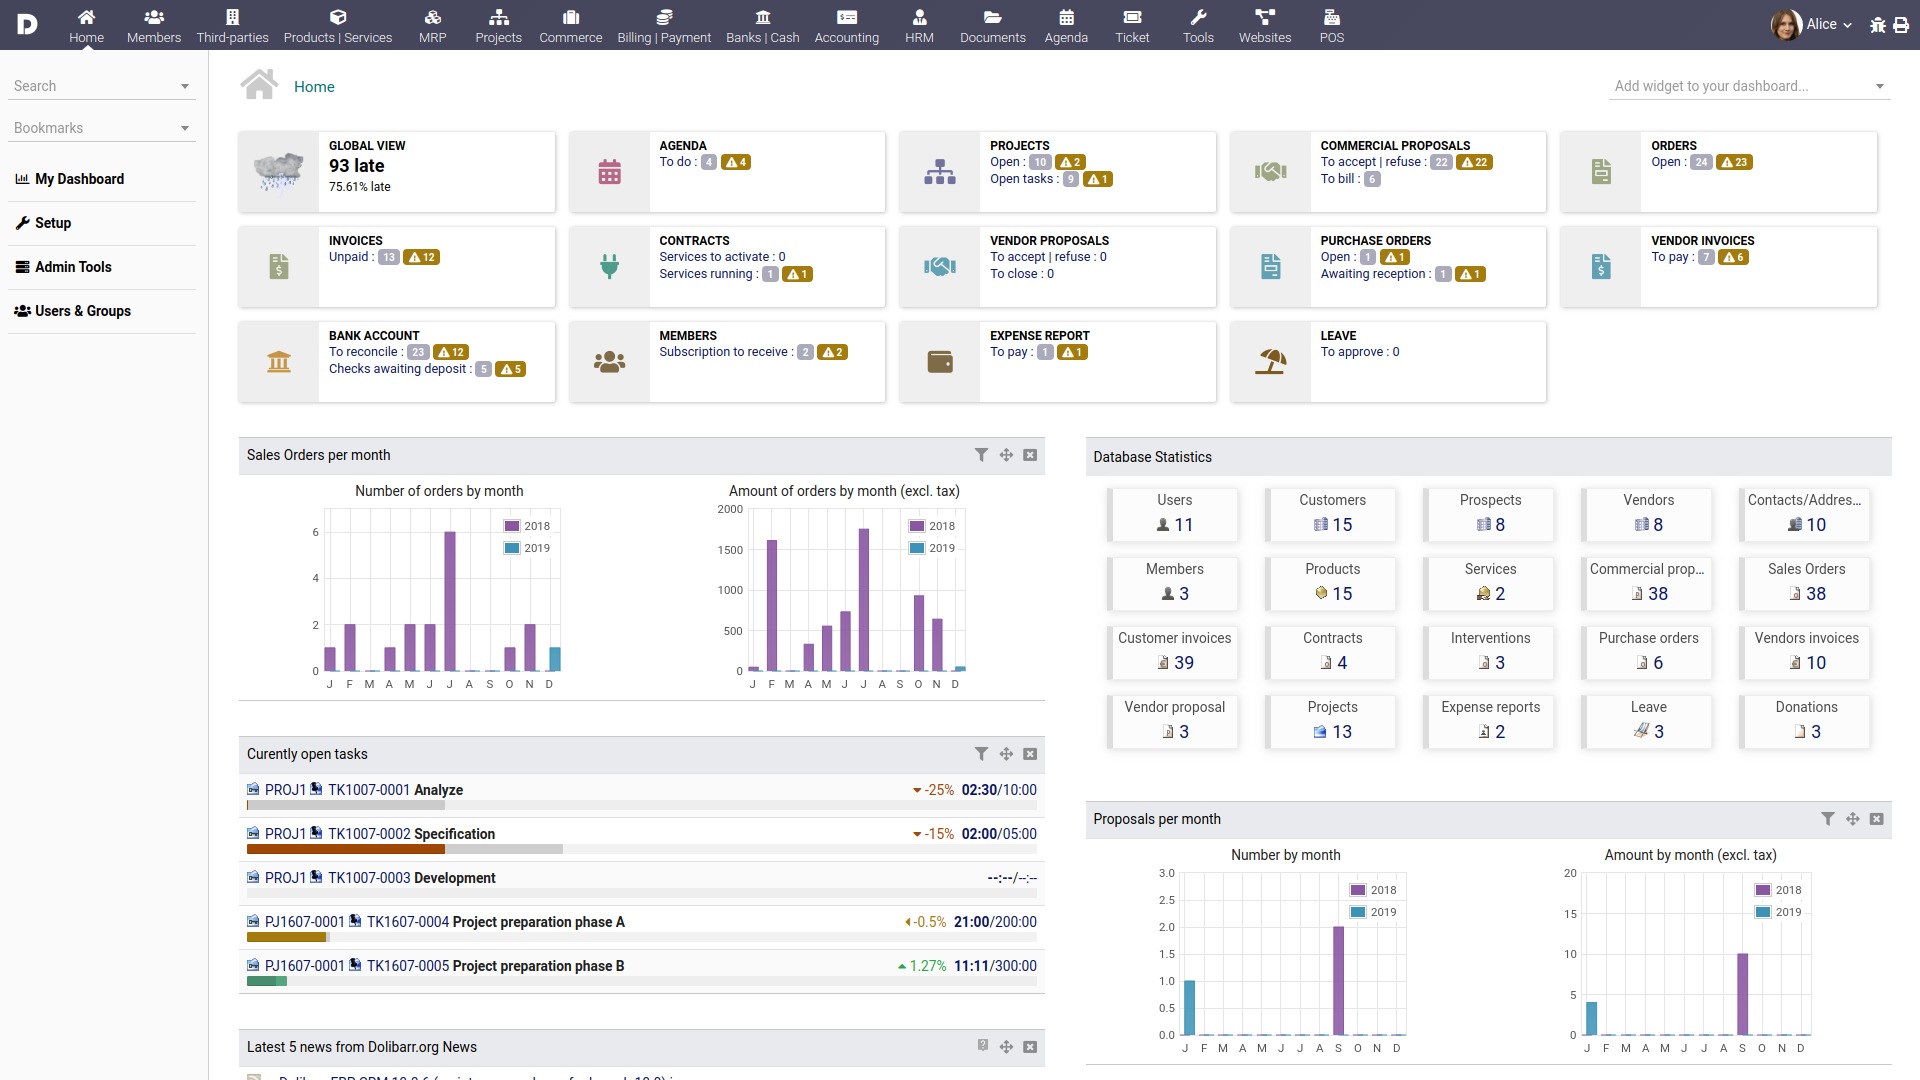 D
Home
Members
Third-parties
Products | Services
MRP
Projects
Commerce
Billing | Payment
Banks | Cash
Accounting
HRM
Documents
Agenda
Ticket
Tools
Websites
POS
Alice
Search
Bookmarks
My Dashboard
Setup
Admin Tools
Users & Groups
Home
Add widget to your dashboard...
GLOBAL VIEW
93 late
75.61% late
AGENDA
To do : 4 4
PROJECTS
Open : 10 2
Open tasks : 9 1
COMMERCIAL PROPOSALS
To accept | refuse : 22 22
To bill : 6
ORDERS
Open : 24 23
INVOICES
Unpaid : 13 12
CONTRACTS
Services to activate : 0
Services running : 1 1
VENDOR PROPOSALS
To accept | refuse : 0
To close : 0
PURCHASE ORDERS
Open : 1 1
Awaiting reception : 1 1
VENDOR INVOICES
To pay : 7 6
BANK ACCOUNT
To reconcile : 23 12
Checks awaiting deposit : 5 5
MEMBERS
Subscription to receive : 2 2
EXPENSE REPORT
To pay : 1 1
LEAVE
To approve : 0
Sales Orders per month
Number of orders by month
6
4
2
0
2018
2019
J F M A M J J A S O N D
Amount of orders by month (excl. tax)
2000
1500
1000
500
0
2018
2019
J F M A M J J A S O N D
Curently open tasks
PROJ1 TK1007-0001 Analyze -25% 02:30/10:00
PROJ1 TK1007-0002 Specification -15% 02:00/05:00
PROJ1 TK1007-0003 Development --:--/--:--
PJ1607-0001 TK1607-0004 Project preparation phase A -0.5% 21:00/200:00
PJ1607-0001 TK1607-0005 Project preparation phase B 1.27% 11:11/300:00
Latest 5 news from Dolibarr.org News
Database Statistics
Users
11
Customers
15
Prospects
8
Vendors
8
Contacts/Addres...
10
Members
3
Products
15
Services
2
Commercial prop...
38
Sales Orders
38
Customer invoices
39
Contracts
4
Interventions
3
Purchase orders
6
Vendors invoices
10
Vendor proposal
3
Projects
13
Expense reports
2
Leave
3
Donations
3
Proposals per month
Number by month
3.0
2.5
2.0
1.5
1.0
0.5
0.0
2018
2019
J F M A M J J A S O N D
Amount by month (excl. tax)
20
15
10
5
0
2018
2019
J F M A M J J A S O N D